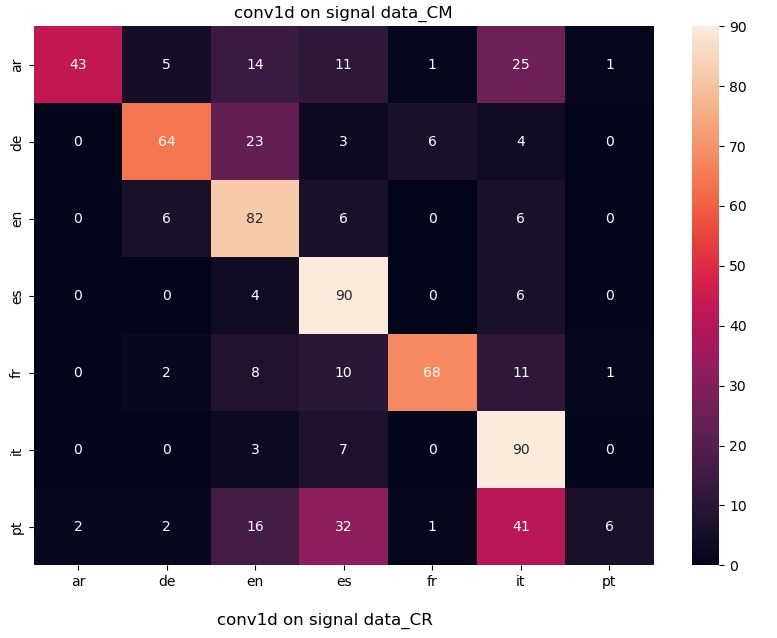 conv1d on signal data_CM
ar 43 5 14 11 1 25 1
de 0 64 23 3 6 4 0
en 0 6 82 6 0 6 0
es 0 0 4 90 0 6 0
fr 0 2 8 10 68 11 1
it 0 0 3 7 0 90 0
pt 2 2 16 32 1 41 6
ar de en es fr it pt
90
80
70
60
50
40
30
20
10
0
conv1d on signal data_CR